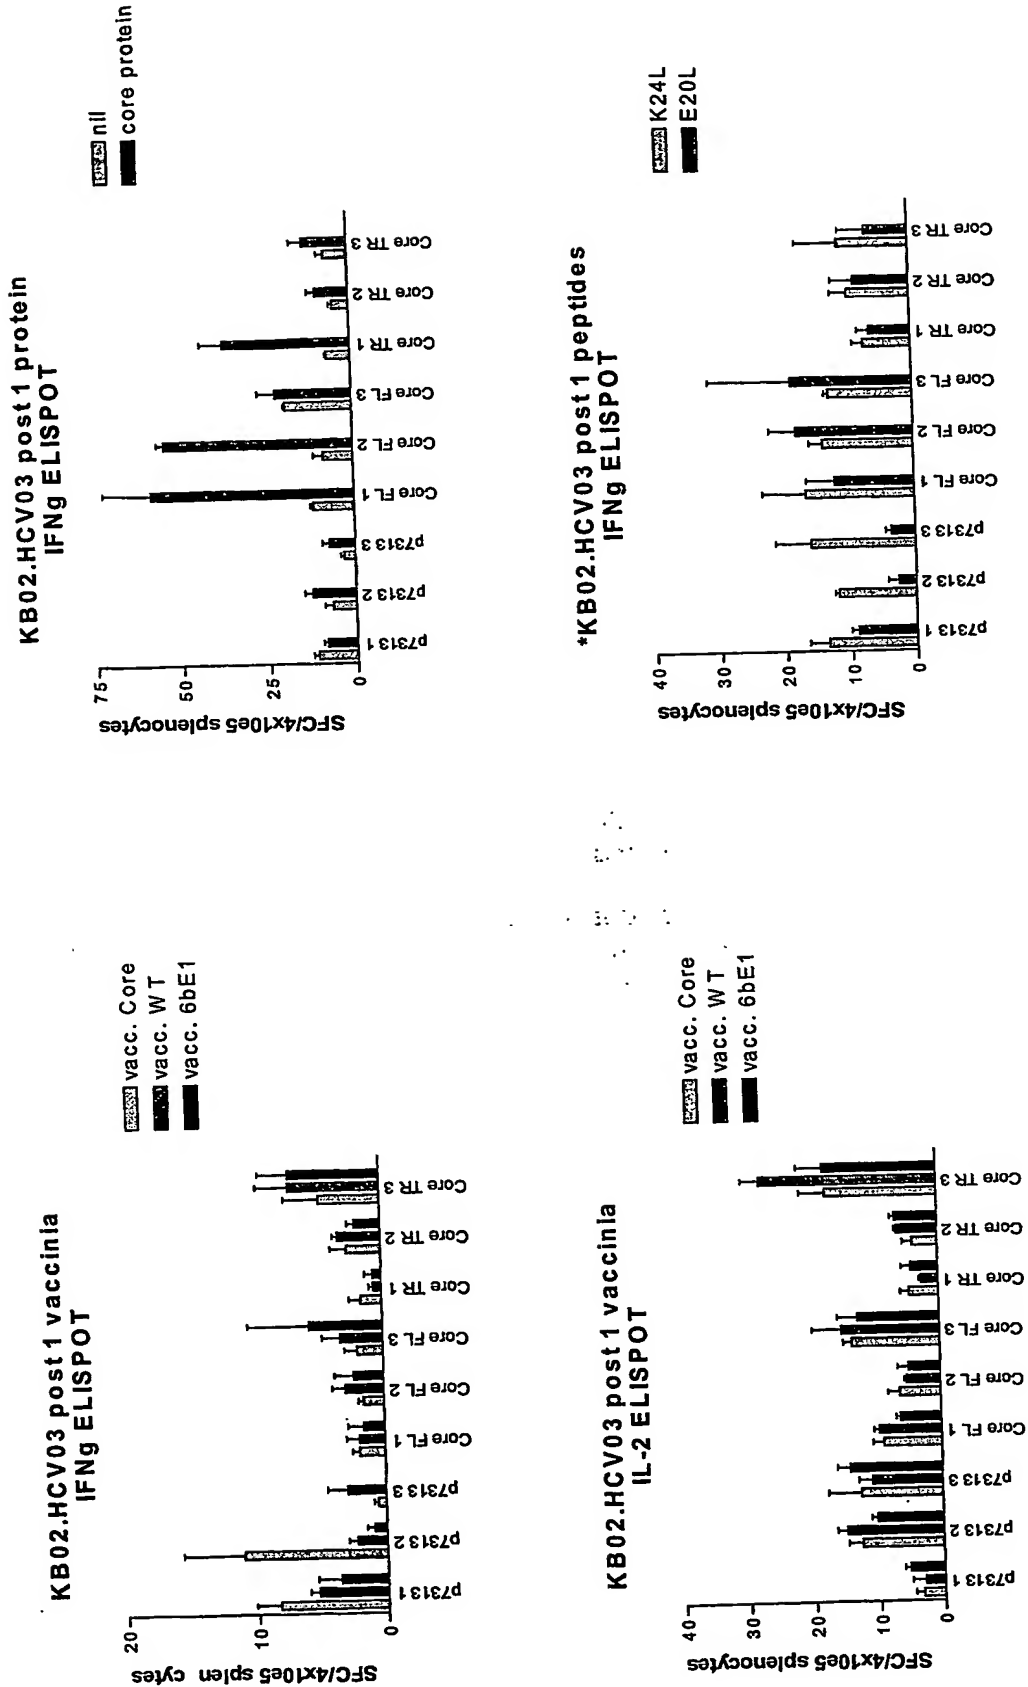 KB02.HCV03 post 1 vaccinia
IFNg ELISPOT
vacc. Core
vacc. WT
vacc. 6bE1
SFC/4x10e5 splen cytes
20
10
0
p7313 1
p7313 2
p7313 3
Core FL 1
Core FL 2
Core FL 3
Core TR 1
Core TR 2
Core TR 3
KB02.HCV03 post 1 protein
IFNg ELISPOT
nil
core protein
SFC/4x10e5 splenocytes
75
50
25
0
p7313 1
p7313 2
p7313 3
Core FL 1
Core FL 2
Core FL 3
Core TR 1
Core TR 2
Core TR 3
KB02.HCV03 post 1 vaccinia
IL-2 ELISPOT
vacc. Core
vacc. WT
vacc. 6bE1
SFC/4x10e5 splenocytes
40
30
20
10
0
p7313 1
p7313 2
p7313 3
Core FL 1
Core FL 2
Core FL 3
Core TR 1
Core TR 2
Core TR 3
*KB02.HCV03 post 1 peptides
IFNg ELISPOT
K24L
E20L
SFC/4x10e5 splenocytes
40
30
20
10
0
p7313 1
p7313 2
p7313 3
Core FL 1
Core FL 2
Core FL 3
Core TR 1
Core TR 2
Core TR 3